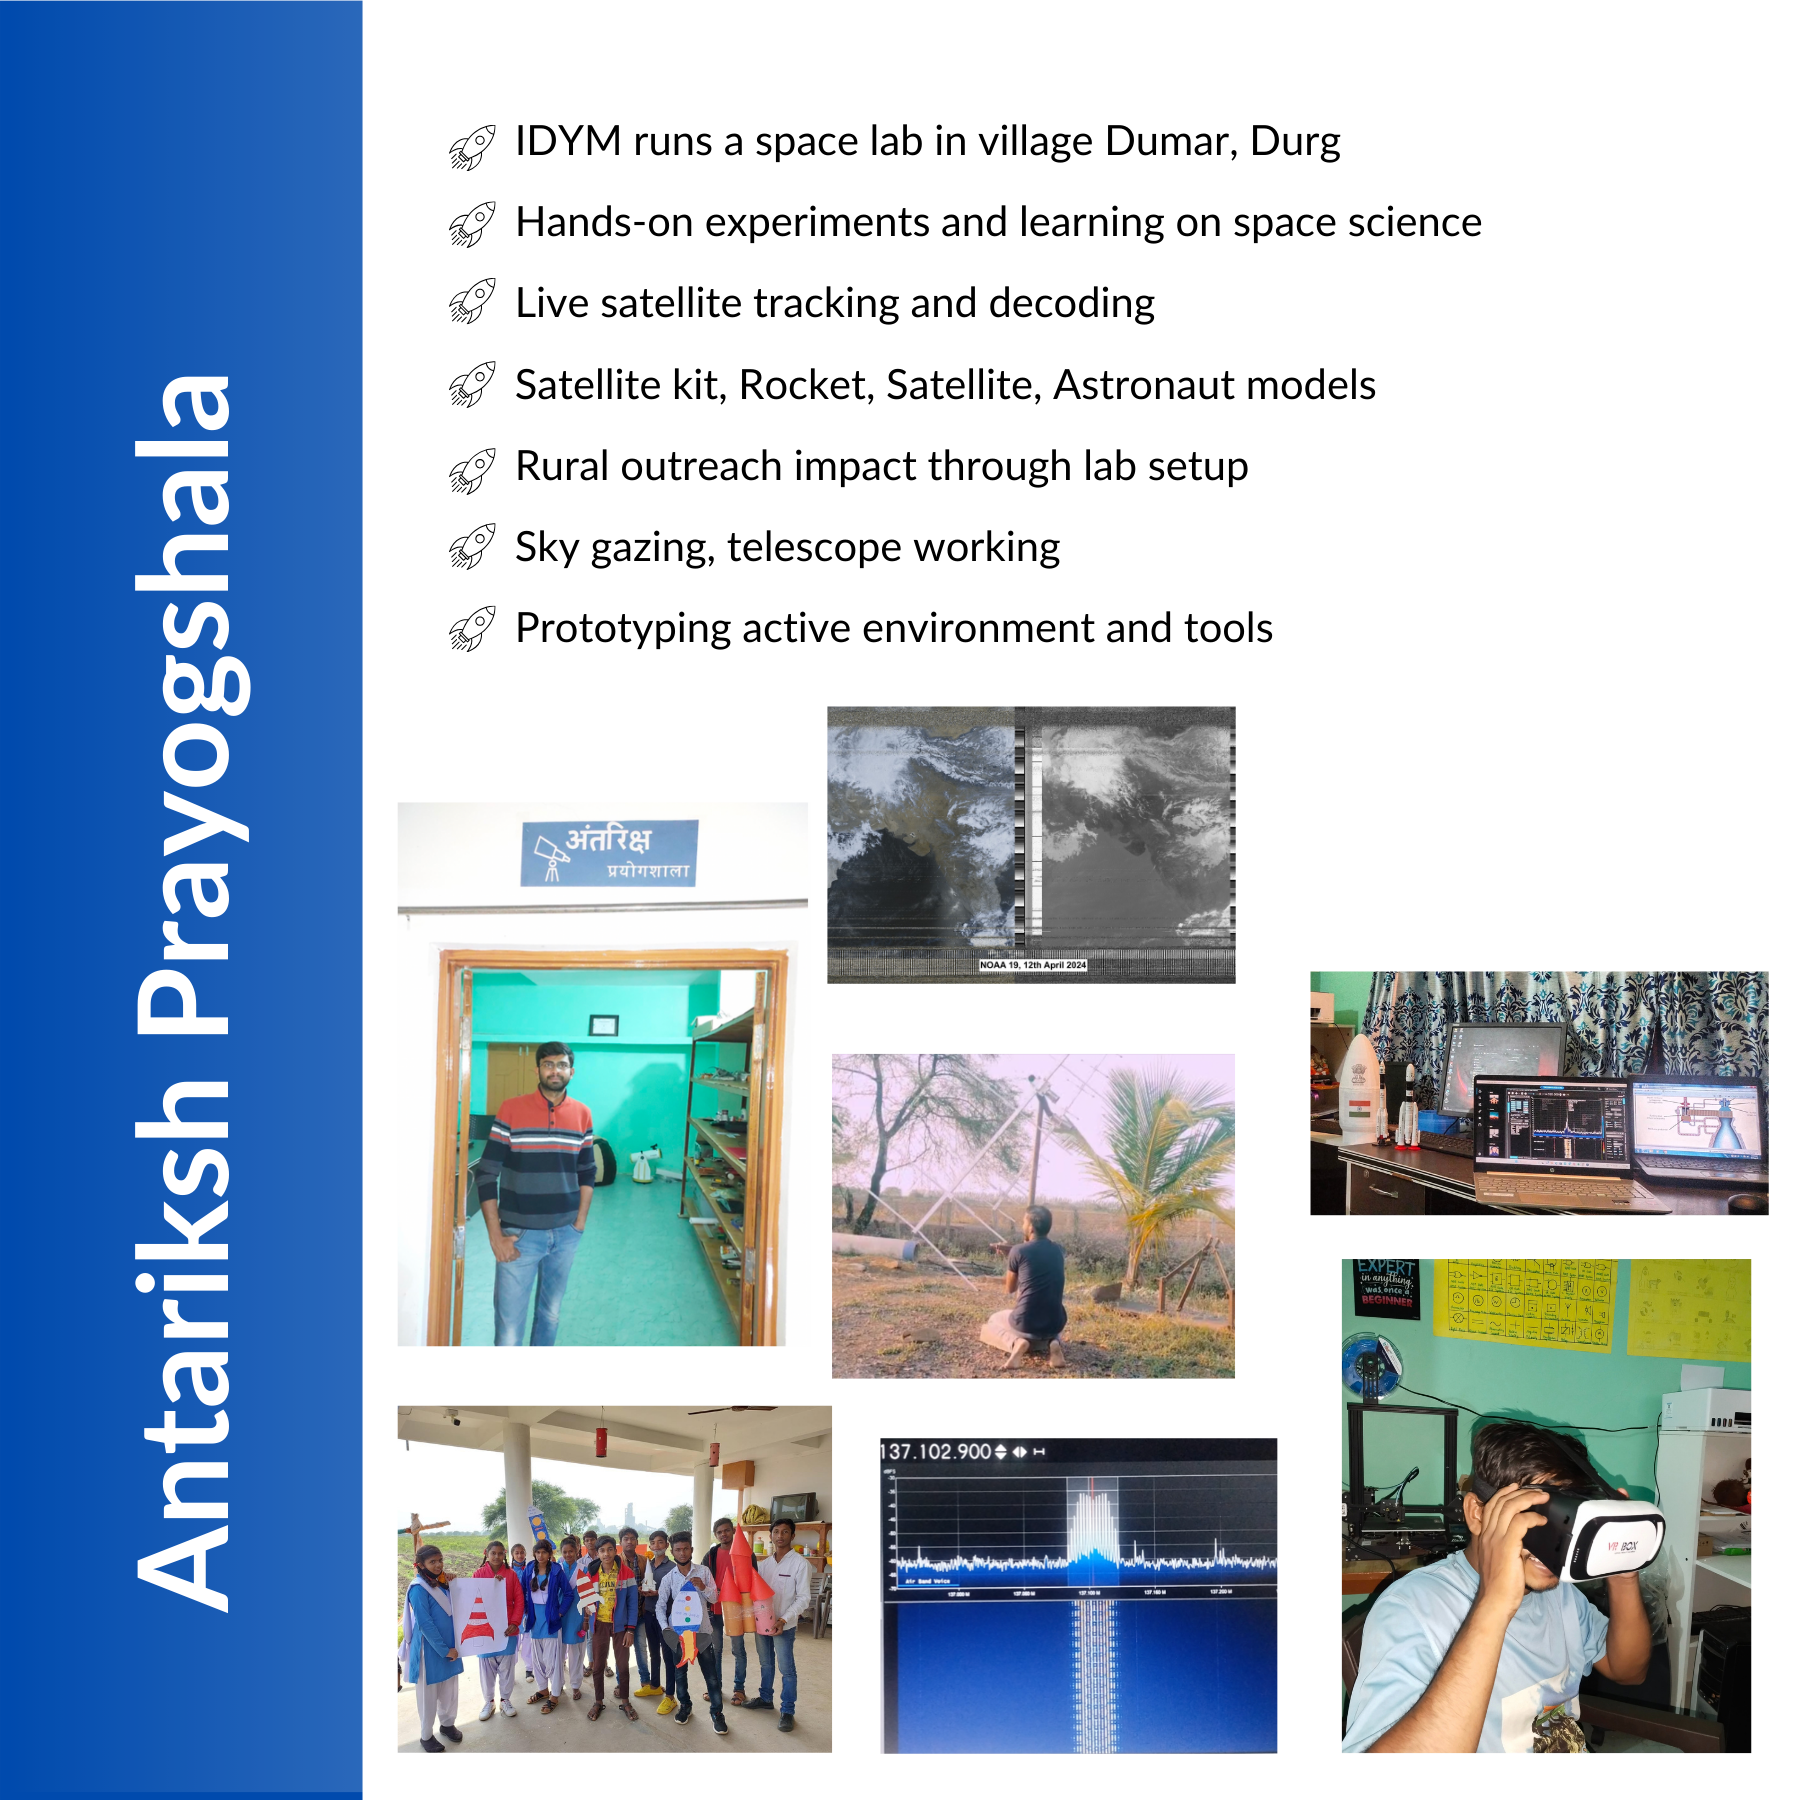 Antariksh Prayogshala
IDYM runs a space lab in village Dumar, Durg
Hands-on experiments and learning on space science
Live satellite tracking and decoding
Satellite kit, Rocket, Satellite, Astronaut models
Rural outreach impact through lab setup
Sky gazing, telescope working
Prototyping active environment and tools
अंतरिक्ष
प्रयोगशाला
NOAA 19, 12th April 2024
EXPERT
in anything
was once a
BEGINNER
VR BOX
137.102.900
Air Band Voice